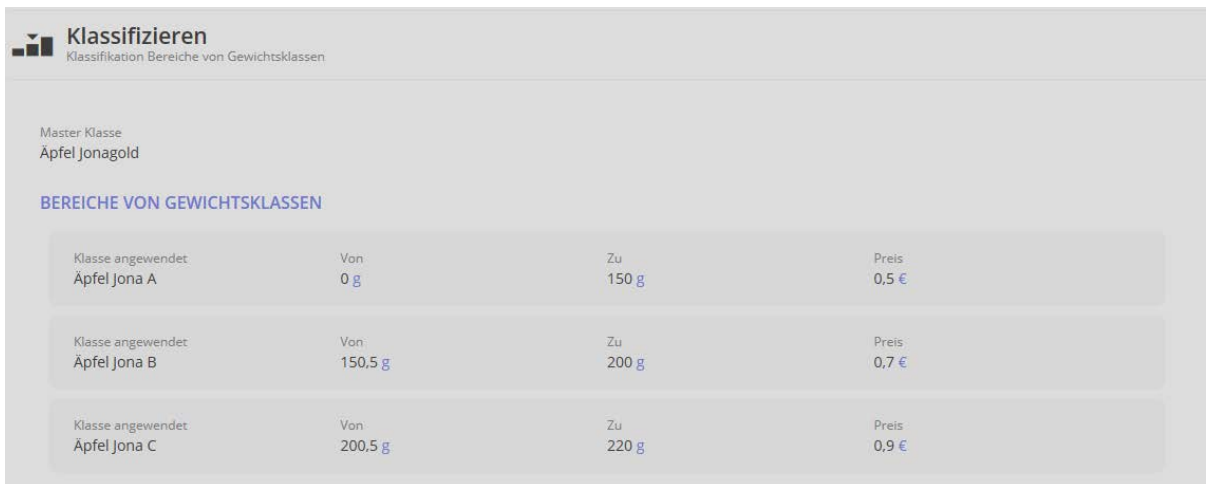 Klassifizieren
Klassifikation Bereiche von Gewichtsklassen
Master Klasse
Äpfel Jonagold
BEREICHE VON GEWICHTSKLASSEN
Klasse angewendet Von Zu Preis
Äpfel Jona A 0 g 150 g 0,5 €
Klasse angewendet Von Zu Preis
Äpfel Jona B 150,5 g 200 g 0,7 €
Klasse angewendet Von Zu Preis
Äpfel Jona C 200,5 g 220 g 0,9 €